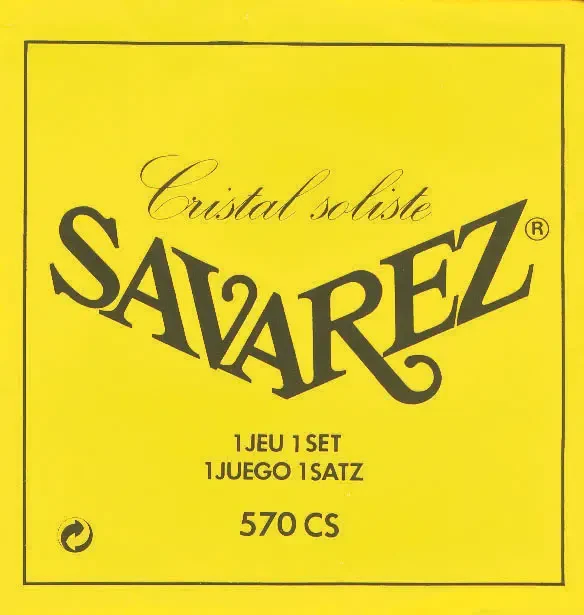 Cristal soliste
SAVAREZ®
1 JEU 1 SET
1 JUEGO 1 SATZ
570 CS